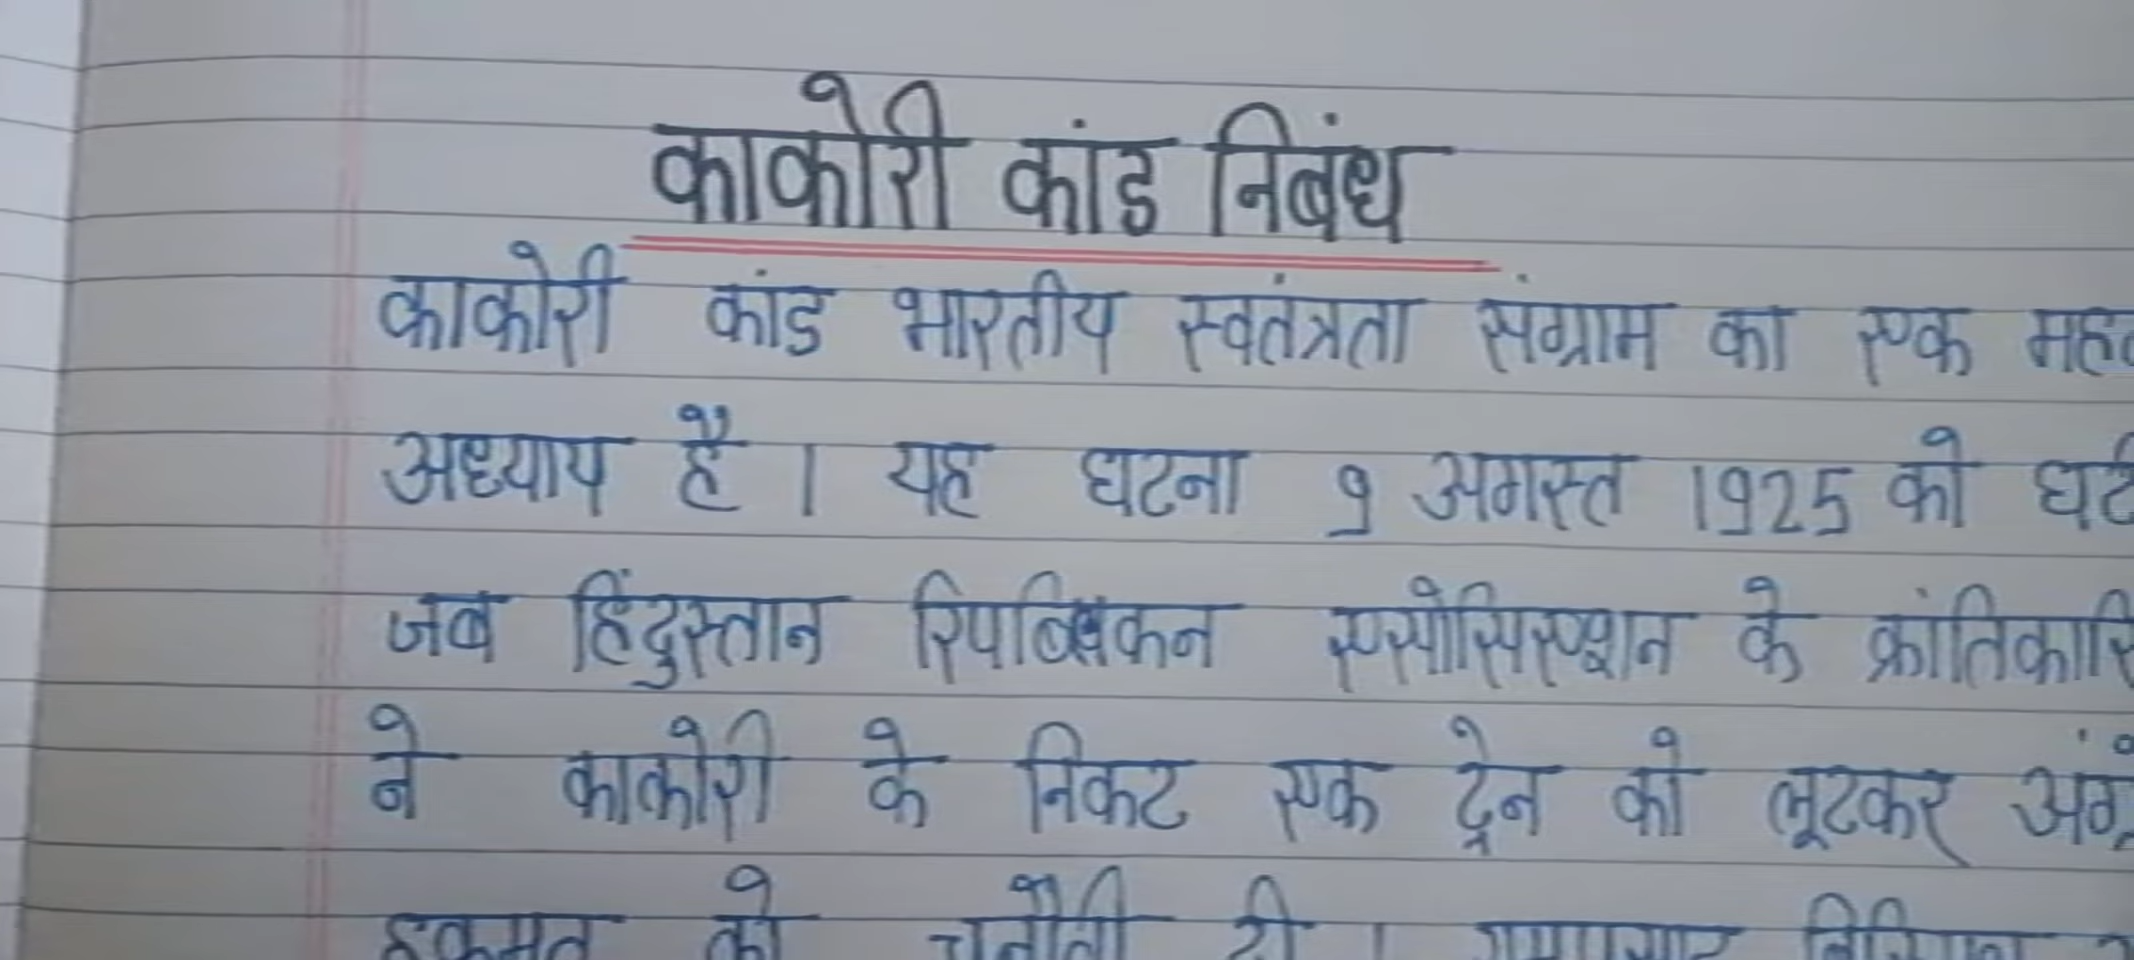 काकोरी कांड निबंध
काकोरी कांड भारतीय स्वतंत्रता संग्राम का एक
अध्याय है । यह घटना 9 अगस्त 1925 को
जब हिंदुस्तान रिपब्लिकन एसोसिएशन के
ने काकोरी के निकट एक ट्रेन को लूटकर
को चुनौती दी ।